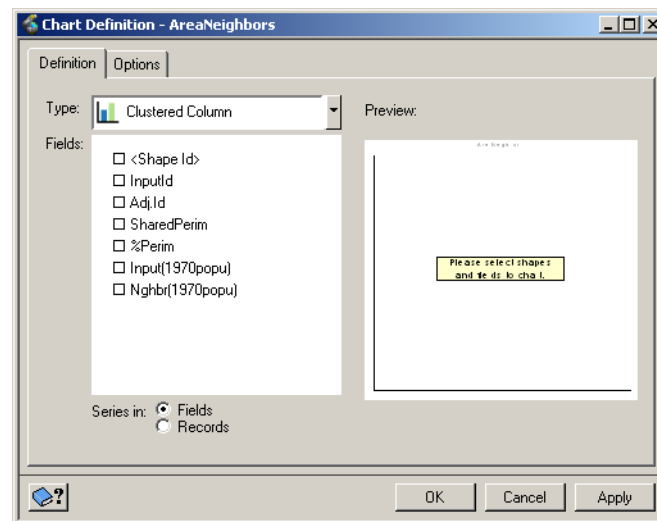 Chart Definition - AreaNeighbors
Definition
Options
Type:
Clustered Column
Preview:
Fields:
<Shape Id>
InputId
Adj.Id
SharedPerim
%Perim
Input(1970popu)
Nghbr(1970popu)
Please select shapes
and fields to chart.
Series in:
Fields
Records
?
OK
Cancel
Apply